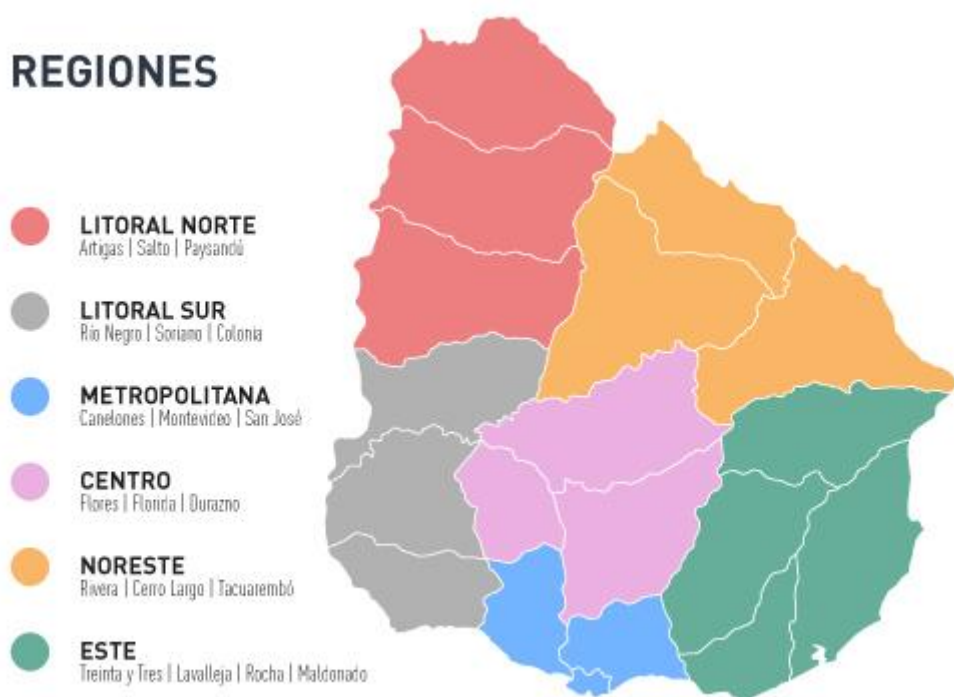 REGIONES
LITORAL NORTE
Artigas | Salto | Paysandú
LITORAL SUR
Río Negro | Soriano | Colonia
METROPOLITANA
Canelones | Montevideo | San José
CENTRO
Flores | Florida | Durazno
NORESTE
Rivera | Cerro Largo | Tacuarembó
ESTE
Treinta y Tres | Lavalleja | Rocha | Maldonado